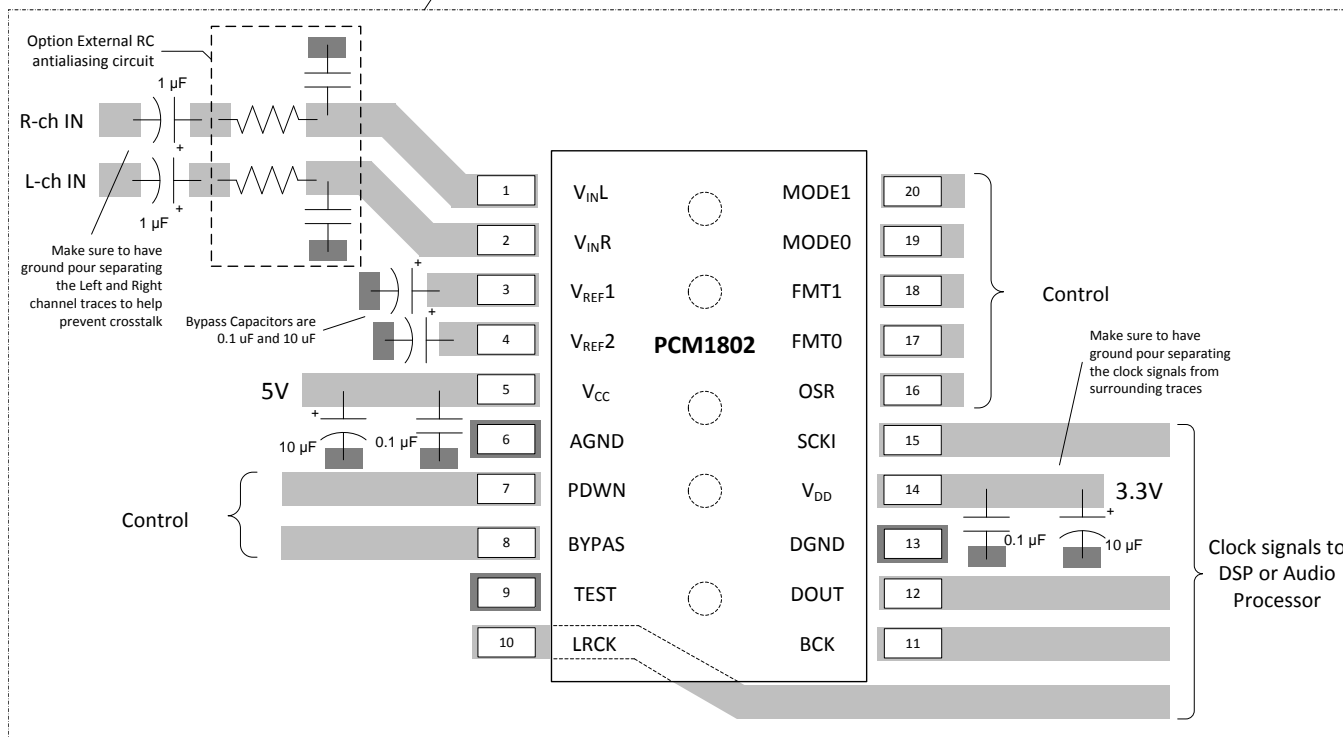 Option External RC
antialiasing circuit
1 µF
R-ch IN
+
L-ch IN
1 µF
+
Make sure to have
ground pour separating
the Left and Right
channel traces to help
prevent crosstalk
Bypass Capacitors are
0.1 uF and 10 uF
+
+
5V
+
10 µF
0.1 µF
Control
1
2
3
4
5
6
7
8
9
10
VINL
VINR
VREF1
VREF2
VCC
AGND
PDWN
BYPAS
TEST
LRCK
PCM1802
MODE1
MODE0
FMT1
FMT0
OSR
SCKI
VDD
DGND
DOUT
BCK
20
19
18
17
16
15
14
13
12
11
Control
Make sure to have
ground pour separating
the clock signals from
surrounding traces
3.3V
+
0.1 µF
10 µF
Clock signals to
DSP or Audio
Processor